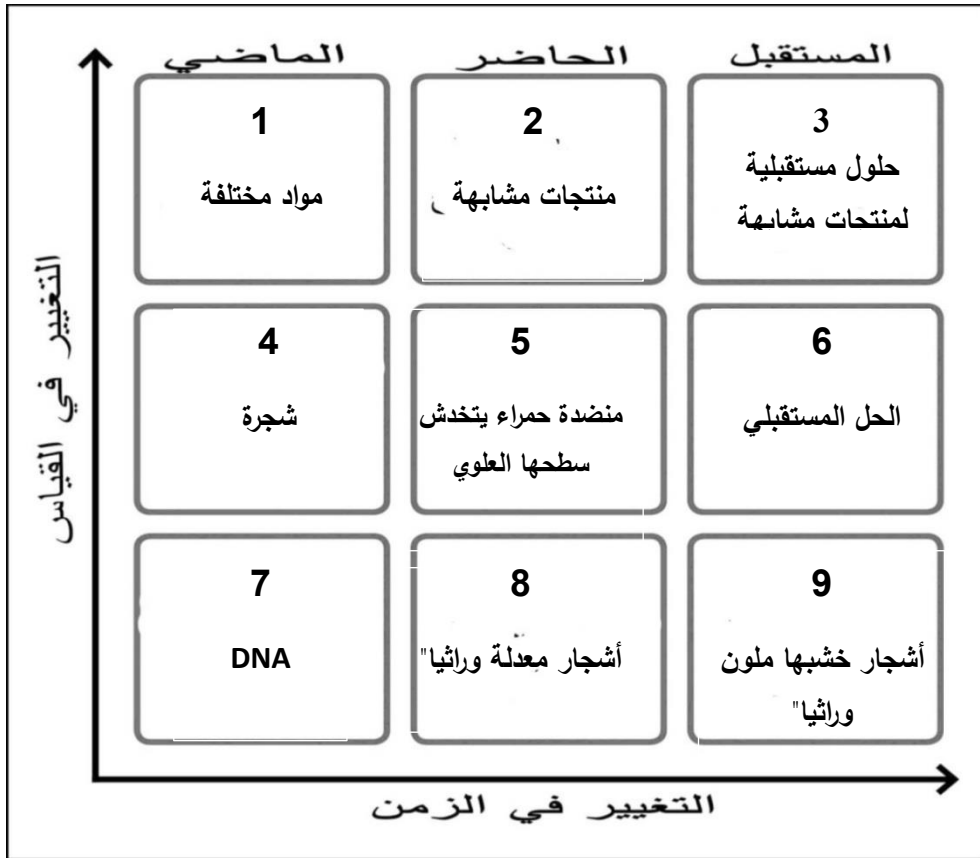 الماضي
الحاضر
المستقبل
1
مواد مختلفة
2
منتجات مشابهة
3
حلول مستقبلية
لمنتحات مشابهة
4
شجرة
5
منضدة حمراء يتخدش
سطحها العلوي
6
الحل المستقبلي
7
DNA
8
أشجار معدلة وراثيا"
9
أشجار خشبها ملون
وراثيا"
التغيير في القياس
التغيير في الزمن